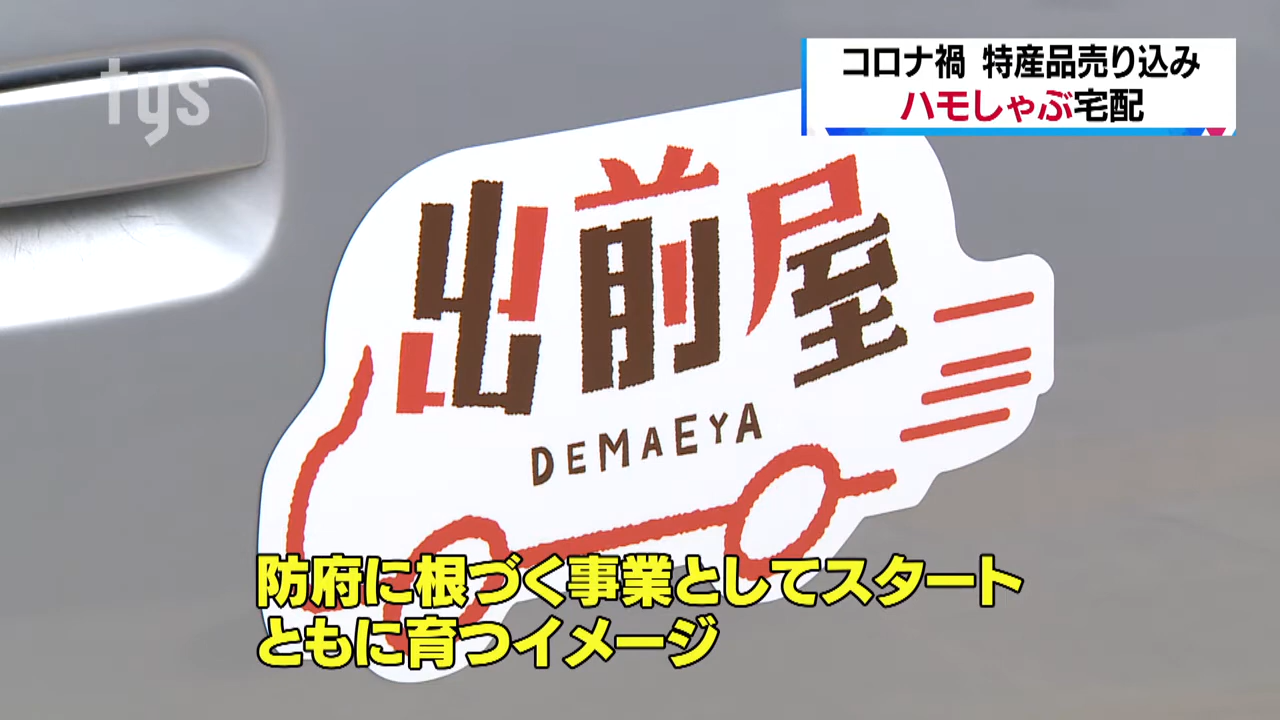 tys
コロナ禍 特産品売り込み
ハモしゃぶ宅配
出前屋
DEMAEYA
防府に根づく事業としてスタート
ともに育つイメージ